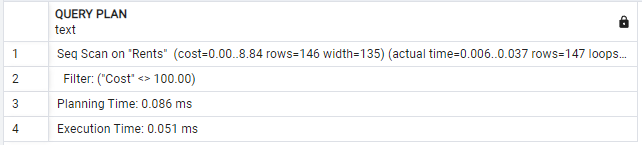 QUERY PLAN
text
1 Seq Scan on "Rents" (cost=0.00..8.84 rows=146 width=135) (actual time=0.006..0.037 rows=147 loops...
2 Filter: ("Cost" <> 100.00)
3 Planning Time: 0.086 ms
4 Execution Time: 0.051 ms